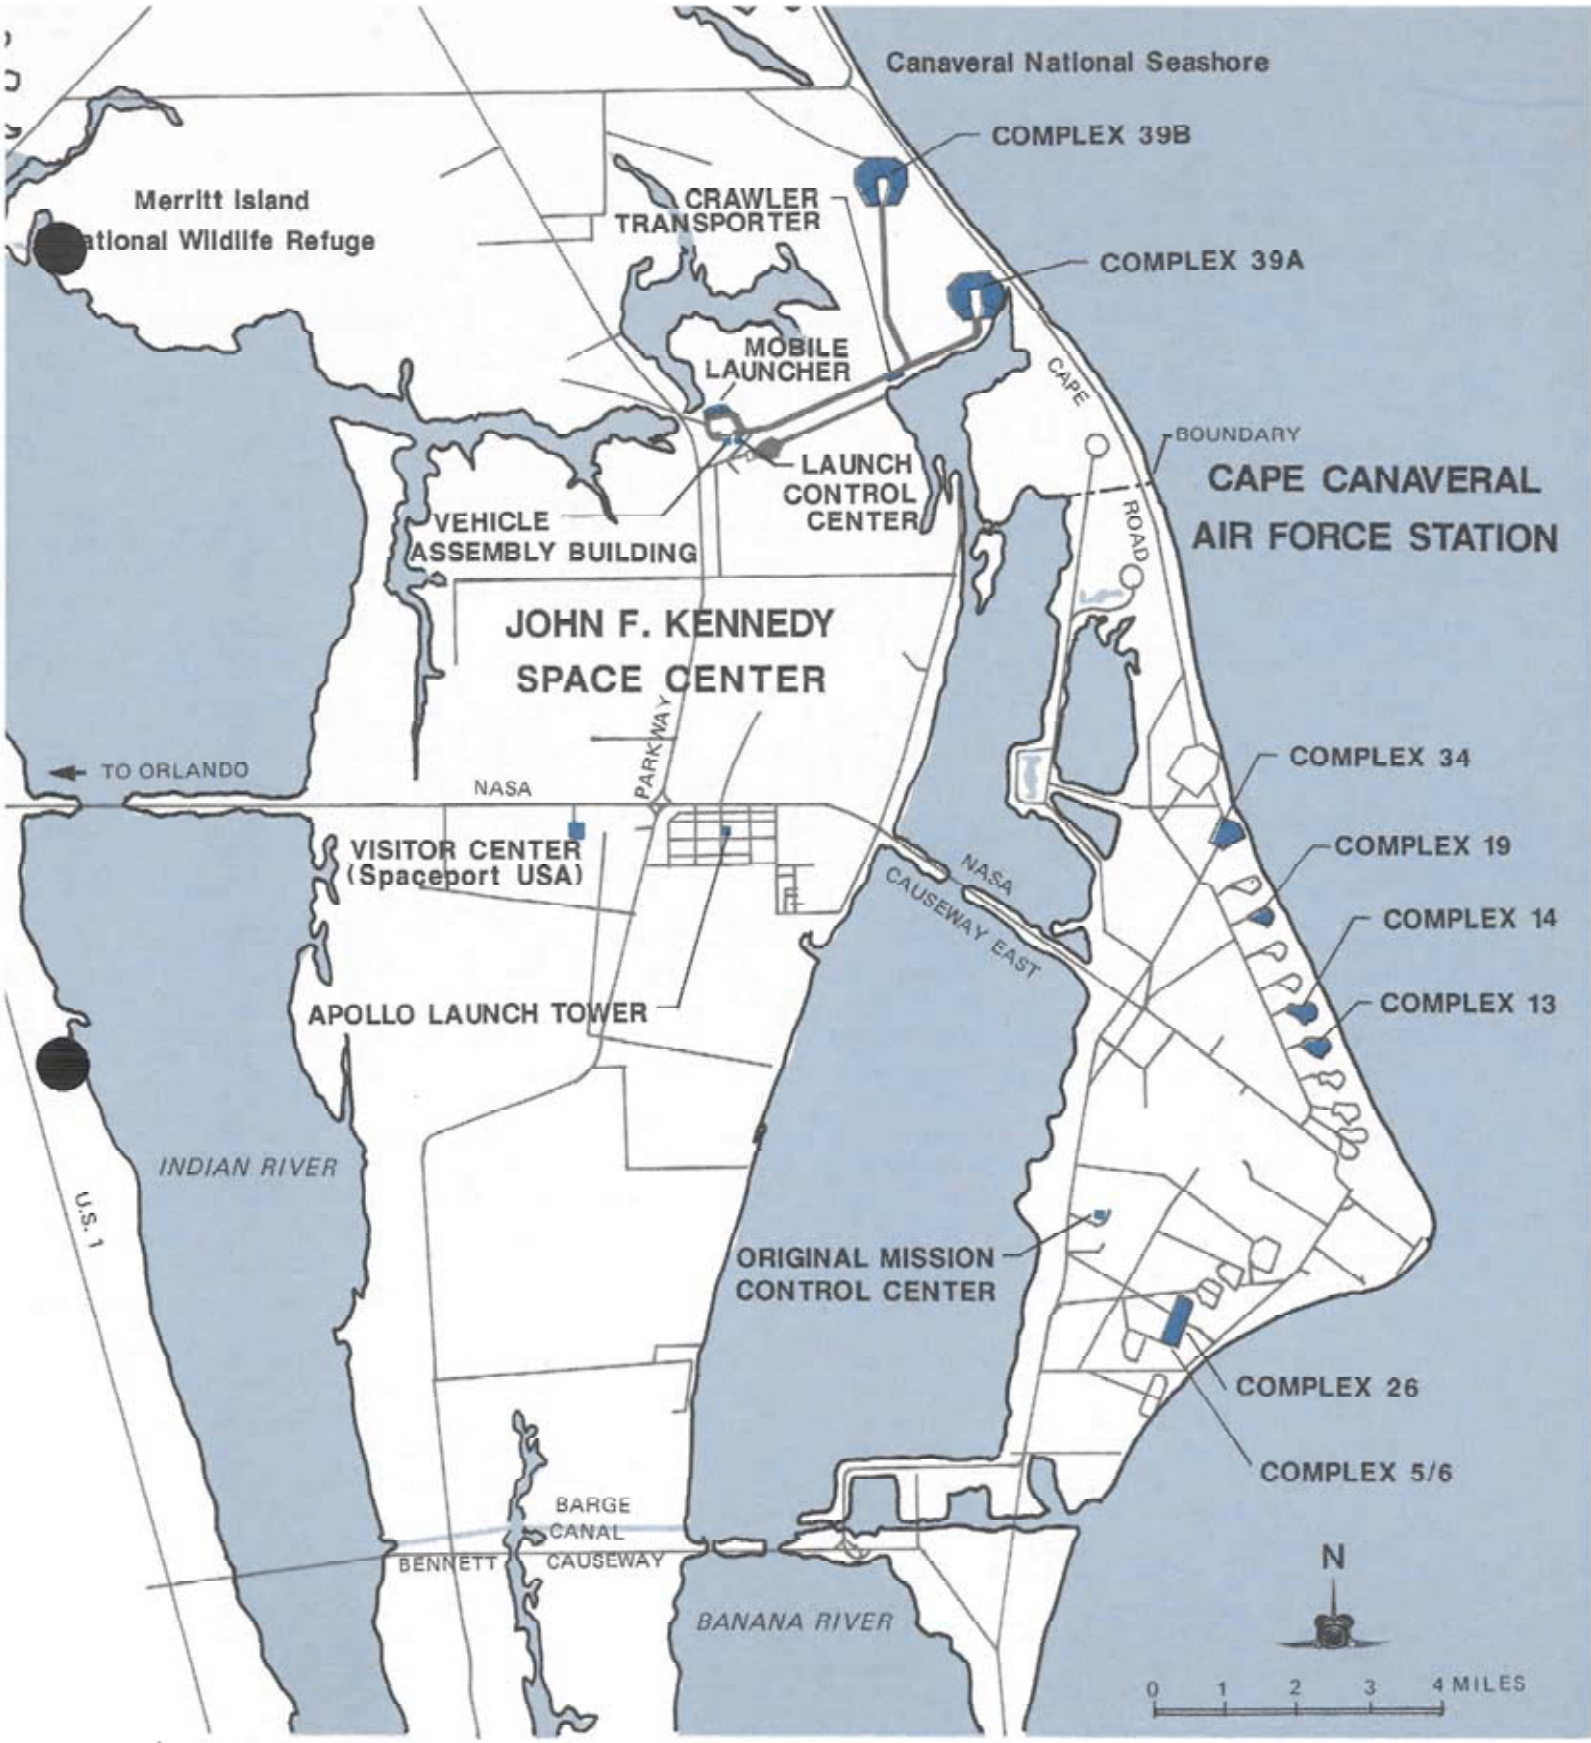 Canaveral National Seashore
COMPLEX 39B
Merritt Island
ational Wildlife Refuge
CRAWLER
TRANSPORTER
COMPLEX 39A
MOBILE
LAUNCHER
CAPE
BOUNDARY
LAUNCH
CONTROL
CENTER
CAPE CANAVERAL
AIR FORCE STATION
ROAD
VEHICLE
ASSEMBLY BUILDING
JOHN F. KENNEDY
SPACE CENTER
PARKWAY
TO ORLANDO
NASA
COMPLEX 34
VISITOR CENTER
(Spaceport USA)
COMPLEX 19
NASA
CAUSEWAY EAST
COMPLEX 14
COMPLEX 13
APOLLO LAUNCH TOWER
INDIAN RIVER
U.S. 1
ORIGINAL MISSION
CONTROL CENTER
COMPLEX 26
COMPLEX 5/6
BARGE
CANAL
BENNETT CAUSEWAY
BANANA RIVER
N
0 1 2 3 4 MILES